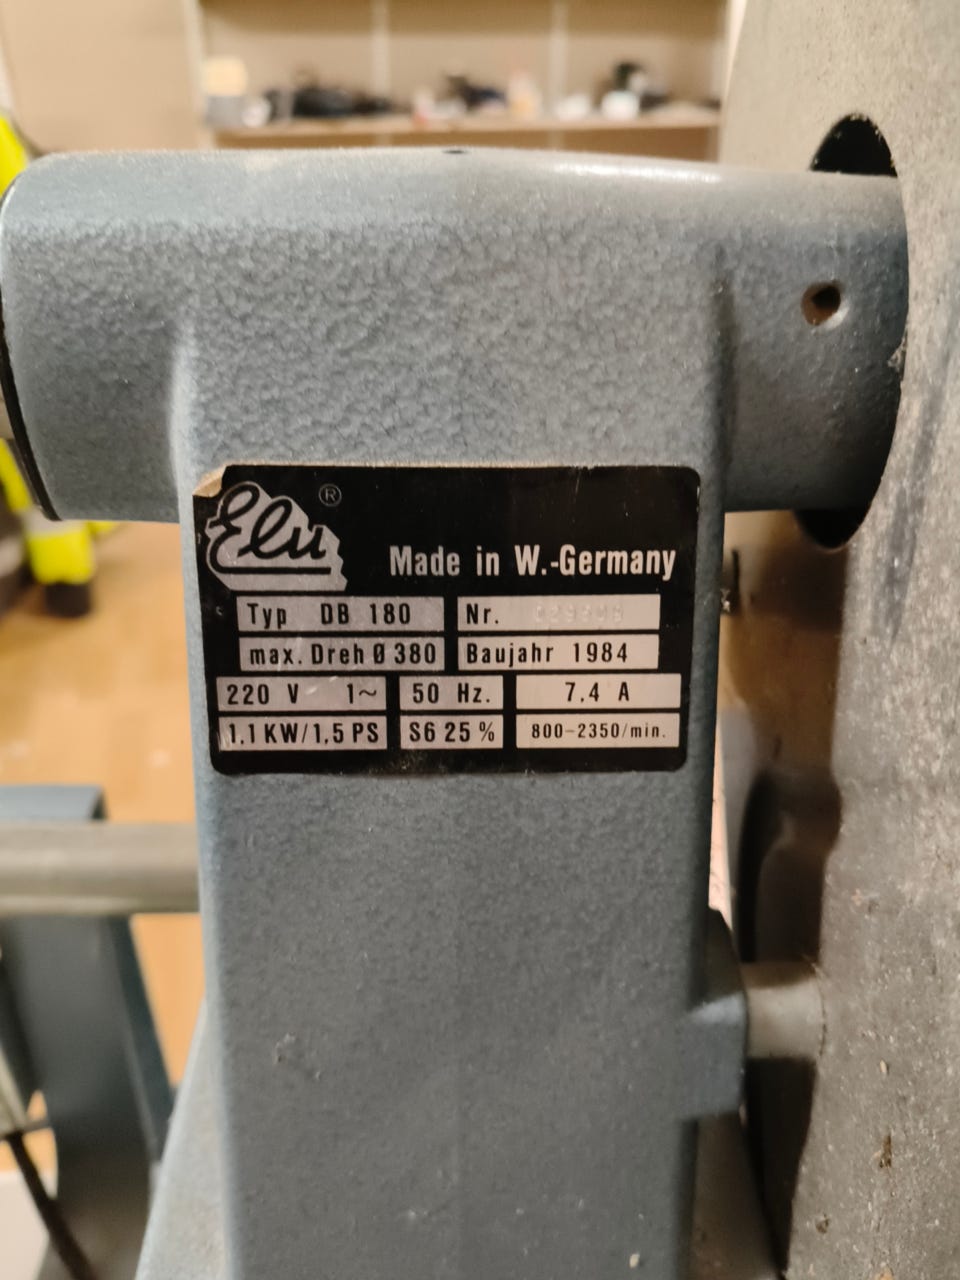 Elu ®
Made in W.-Germany
Typ DB 180 Nr.
max. Dreh Ø 380 Baujahr 1984
220 V 1~ 50 Hz. 7.4 A
1.1 KW/1,5 PS S6 25 % 800-2350/min.